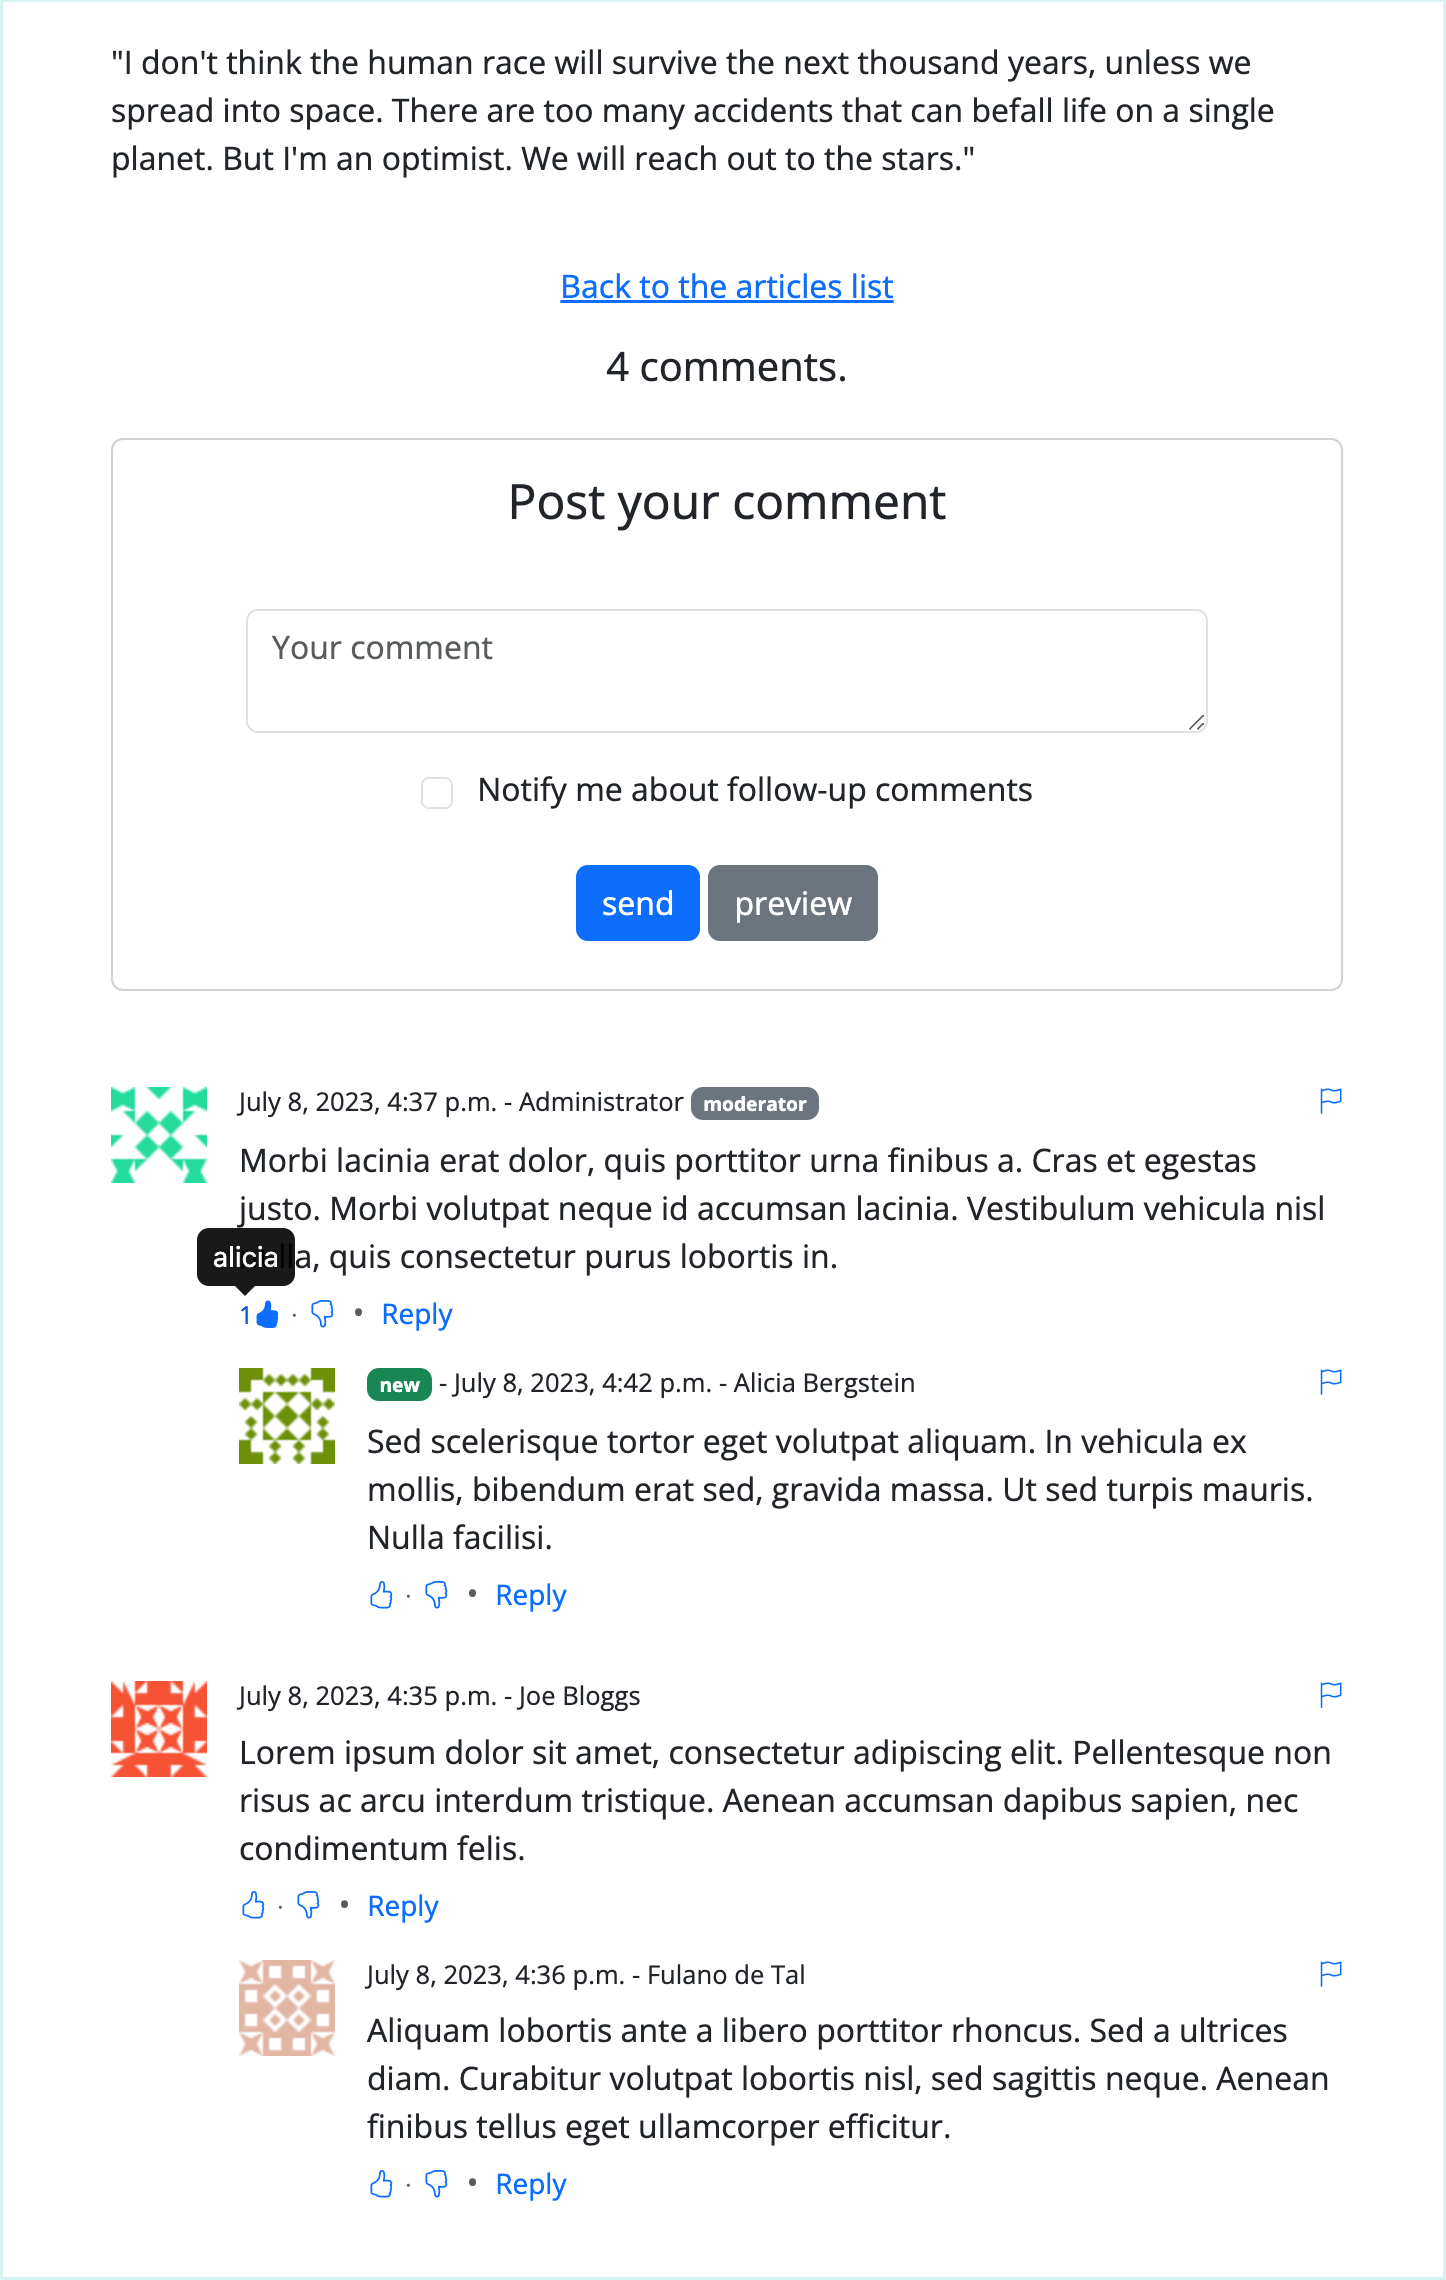 "I don't think the human race will survive the next thousand years, unless we
spread into space. There are too many accidents that can befall life on a single
planet. But I'm an optimist. We will reach out to the stars."
Back to the articles list
4 comments.
Post your comment
Your comment
Notify me about follow-up comments
send preview
July 8, 2023, 4:37 p.m. - Administrator moderator
Morbi lacinia erat dolor, quis porttitor urna finibus a. Cras et egestas
justo. Morbi volutpat neque id accumsan lacinia. Vestibulum vehicula nisl
quis consectetur purus lobortis in.
alicia
1 · • Reply
new - July 8, 2023, 4:42 p.m. - Alicia Bergstein
Sed scelerisque tortor eget volutpat aliquam. In vehicula ex
mollis, bibendum erat sed, gravida massa. Ut sed turpis mauris.
Nulla facilisi.
· • Reply
July 8, 2023, 4:35 p.m. - Joe Bloggs
Lorem ipsum dolor sit amet, consectetur adipiscing elit. Pellentesque non
risus ac arcu interdum tristique. Aenean accumsan dapibus sapien, nec
condimentum felis.
· • Reply
July 8, 2023, 4:36 p.m. - Fulano de Tal
Aliquam lobortis ante a libero porttitor rhoncus. Sed a ultrices
diam. Curabitur volutpat lobortis nisl, sed sagittis neque. Aenean
finibus tellus eget ullamcorper efficitur.
· • Reply